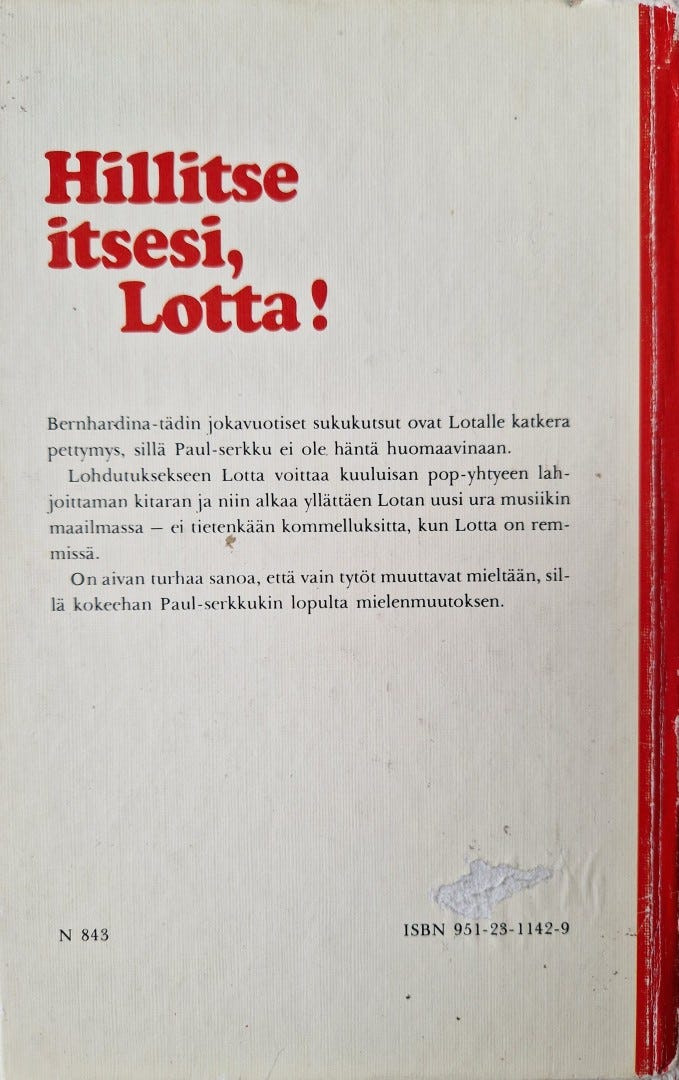 Hillitse
itsesi,
Lotta!
Bernhardina-tädin jokavuotiset sukukutsut ovat Lotalle katkera
pettymys, sillä Paul-serkku ei ole häntä huomaavinaan.
Lohdutuksekseen Lotta voittaa kuuluisan pop-yhtyeen lah-
joittaman kitaran ja niin alkaa yllättäen Lotan uusi ura musiikin
maailmassa — ei tietenkään kommelluksitta, kun Lotta on rem-
missä.
On aivan turhaa sanoa, että vain tytöt muuttavat mieltään, sil-
lä kokeehan Paul-serkkukin lopulta mielenmuutoksen.
N 843
ISBN 951-23-1142-9